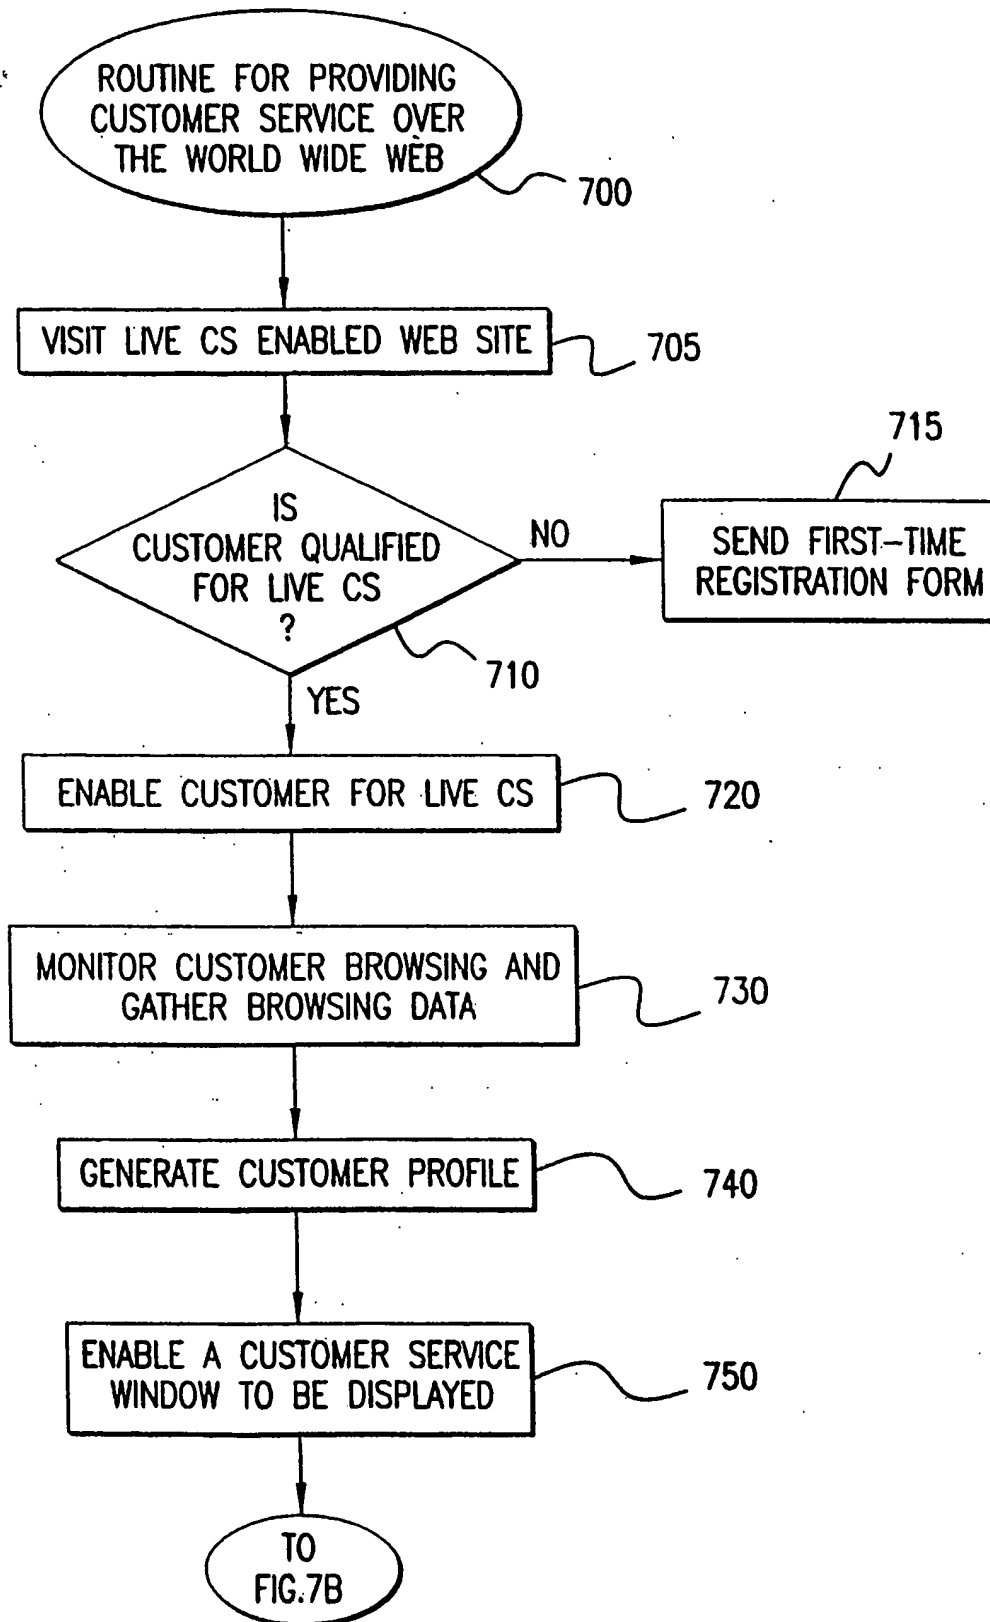 ROUTINE FOR PROVIDING
CUSTOMER SERVICE OVER
THE WORLD WIDE WEB
700
VISIT LIVE CS ENABLED WEB SITE
705
715
IS
CUSTOMER QUALIFIED
FOR LIVE CS
?
NO
SEND FIRST-TIME
REGISTRATION FORM
710
YES
ENABLE CUSTOMER FOR LIVE CS
720
MONITOR CUSTOMER BROWSING AND
GATHER BROWSING DATA
730
GENERATE CUSTOMER PROFILE
740
ENABLE A CUSTOMER SERVICE
WINDOW TO BE DISPLAYED
750
TO
FIG.7B